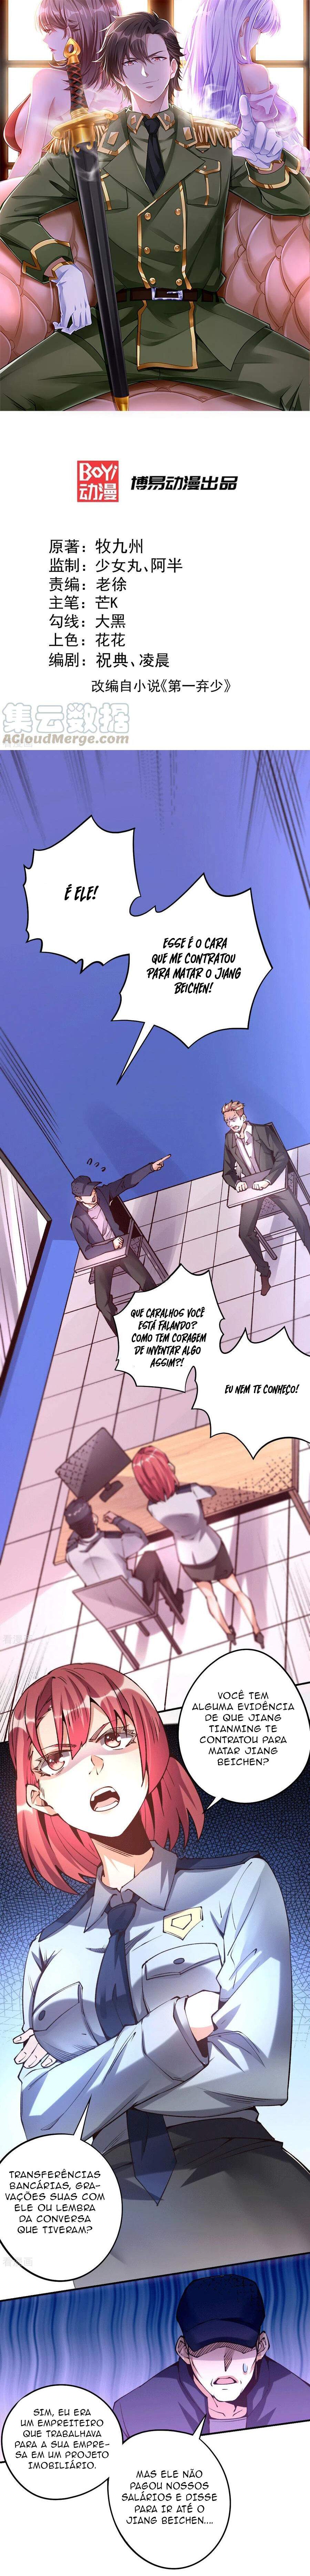 BOYi
动漫
博易动漫出品
原著：牧九州
监制：少女丸、阿半
责编：老徐
主笔：芒K
勾线：大黑
上色：花花
编剧：祝典、凌晨
改编自小说《第一弃少》
集云数据
ACloudMerge.com
É ELE!
ESSE É O CARA
QUE ME CONTRATOU
PARA MATAR O JIANG
BEICHEN!
QUE CARALHOS VOCÊ
ESTÁ FALANDO?
COMO TEM CORAGEM
DE INVENTAR ALGO
ASSIM?!
EU NEM TE CONHEÇO!
VOCÊ TEM
ALGUMA EVIDÊNCIA
DE QUE JIANG
TIANMING TE
CONTRATOU PARA
MATAR JIANG
BEICHEN?
TRANSFERÊNCIAS
BANCÁRIAS, GRA-
VAÇÕES SUAS COM
ELE OU LEMBRA
DA CONVERSA
QUE TIVERAM?
SIM, EU ERA
UM EMPREITEIRO
QUE TRABALHAVA
PARA A SUA EMPRE-
SA EM UM PROJETO
IMOBILIÁRIO.
MAS ELE NÃO
PAGOU NOSSOS
SALÁRIOS E DISSE
PARA IR ATÉ O
JIANG BEICHEN....